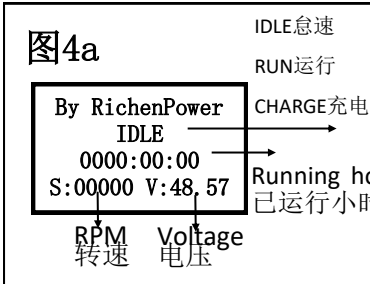 图4a
IDLE怠速
RUN运行
CHARGE充电
By RichenPower
IDLE
0000:00:00
S:00000 V:48.57
Running
已运行小时
RPM Voltage
转速 电压